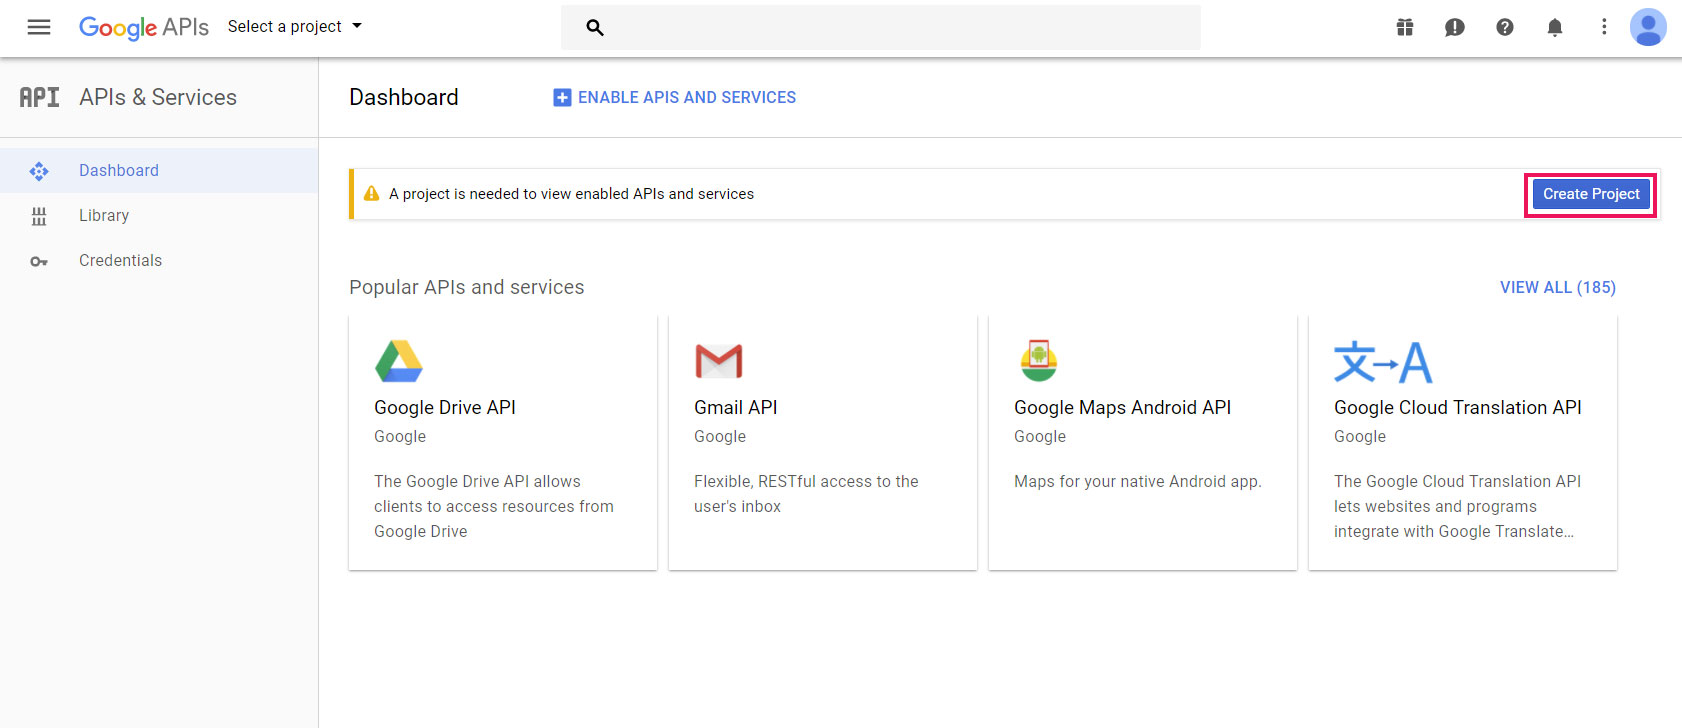 Google APIs Select a project
API APIs & Services
Dashboard
ENABLE APIS AND SERVICES
Dashboard
Library
Credentials
A project is needed to view enabled APIs and services
Create Project
Popular APIs and services
VIEW ALL (185)
文→A
Google Drive API
Google
The Google Drive API allows
clients to access resources from
Google Drive
Gmail API
Google
Flexible, RESTful access to the
user's inbox
Google Maps Android API
Google
Maps for your native Android app.
Google Cloud Translation API
Google
The Google Cloud Translation API
lets websites and programs
integrate with Google Translate...